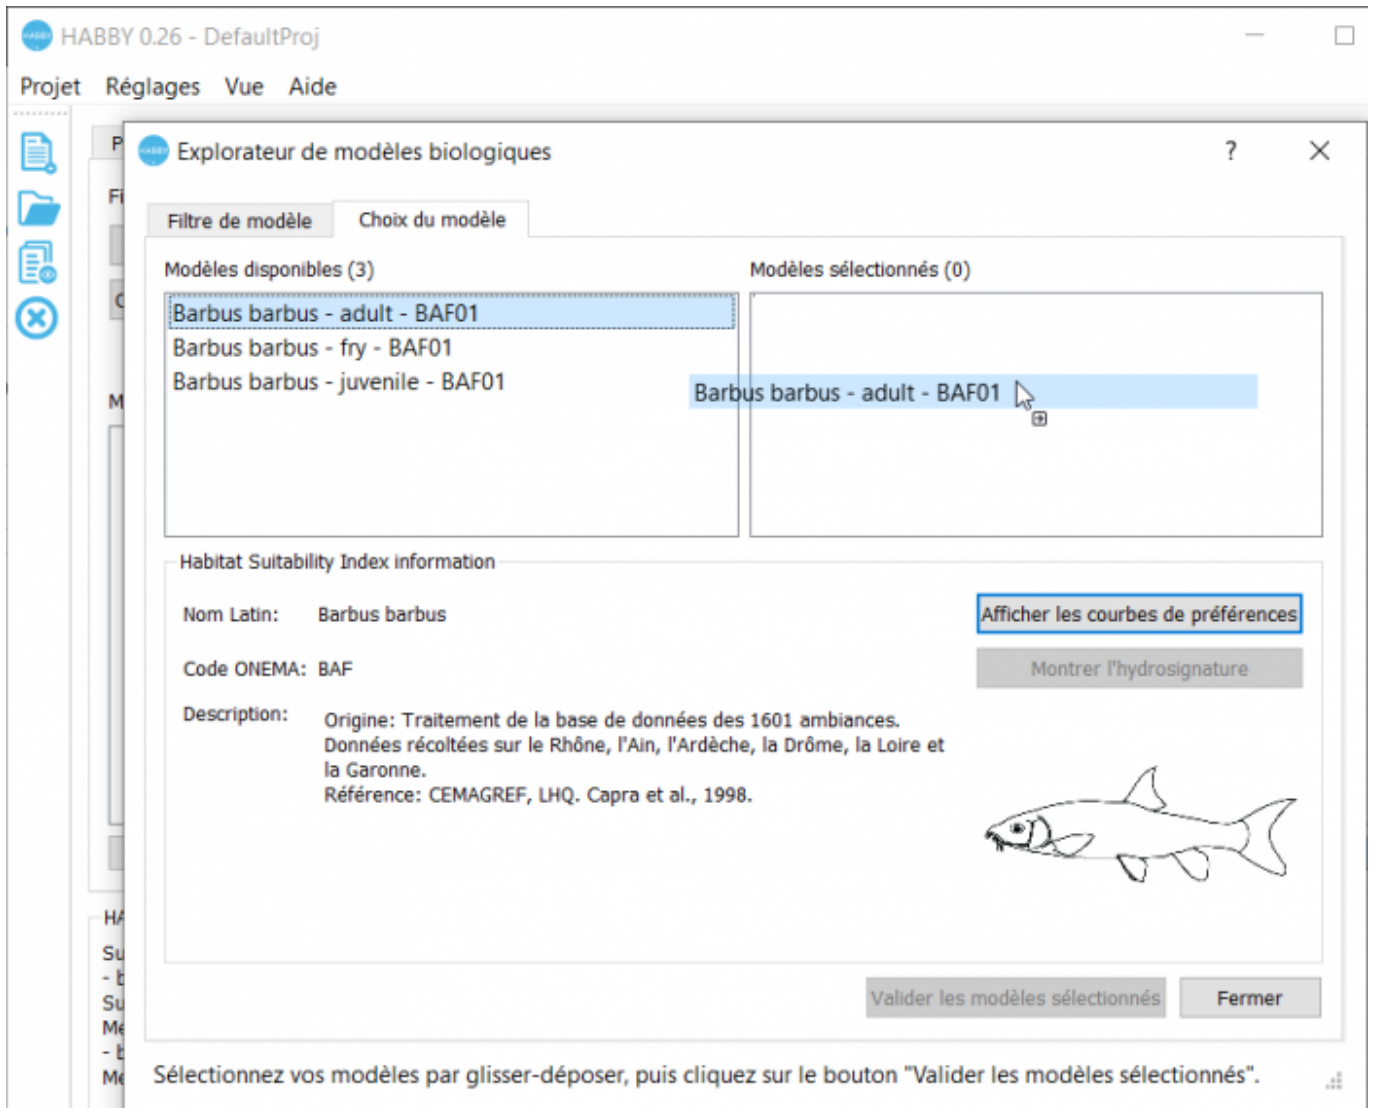 HABBY 0.26 - DefaultProj
Projet Réglages Vue Aide
Explorateur de modèles biologiques
Filtre de modèle Choix du modèle
Modèles disponibles (3) Modèles sélectionnés (0)
Barbus barbus - adult - BAF01
Barbus barbus - fry - BAF01
Barbus barbus - juvenile - BAF01
Barbus barbus - adult - BAF01
Habitat Suitability Index information
Nom Latin: Barbus barbus
Afficher les courbes de préférences
Code ONEMA: BAF
Montrer l'hydrosignature
Description: Origine: Traitement de la base de données des 1601 ambiances.
Données récoltées sur le Rhône, l'Ain, l'Ardèche, la Drôme, la Loire et
la Garonne.
Référence: CEMAGREF, LHQ. Capra et al., 1998.
Valider les modèles sélectionnés Fermer
Sélectionnez vos modèles par glisser-déposer, puis cliquez sur le bouton "Valider les modèles sélectionnés".